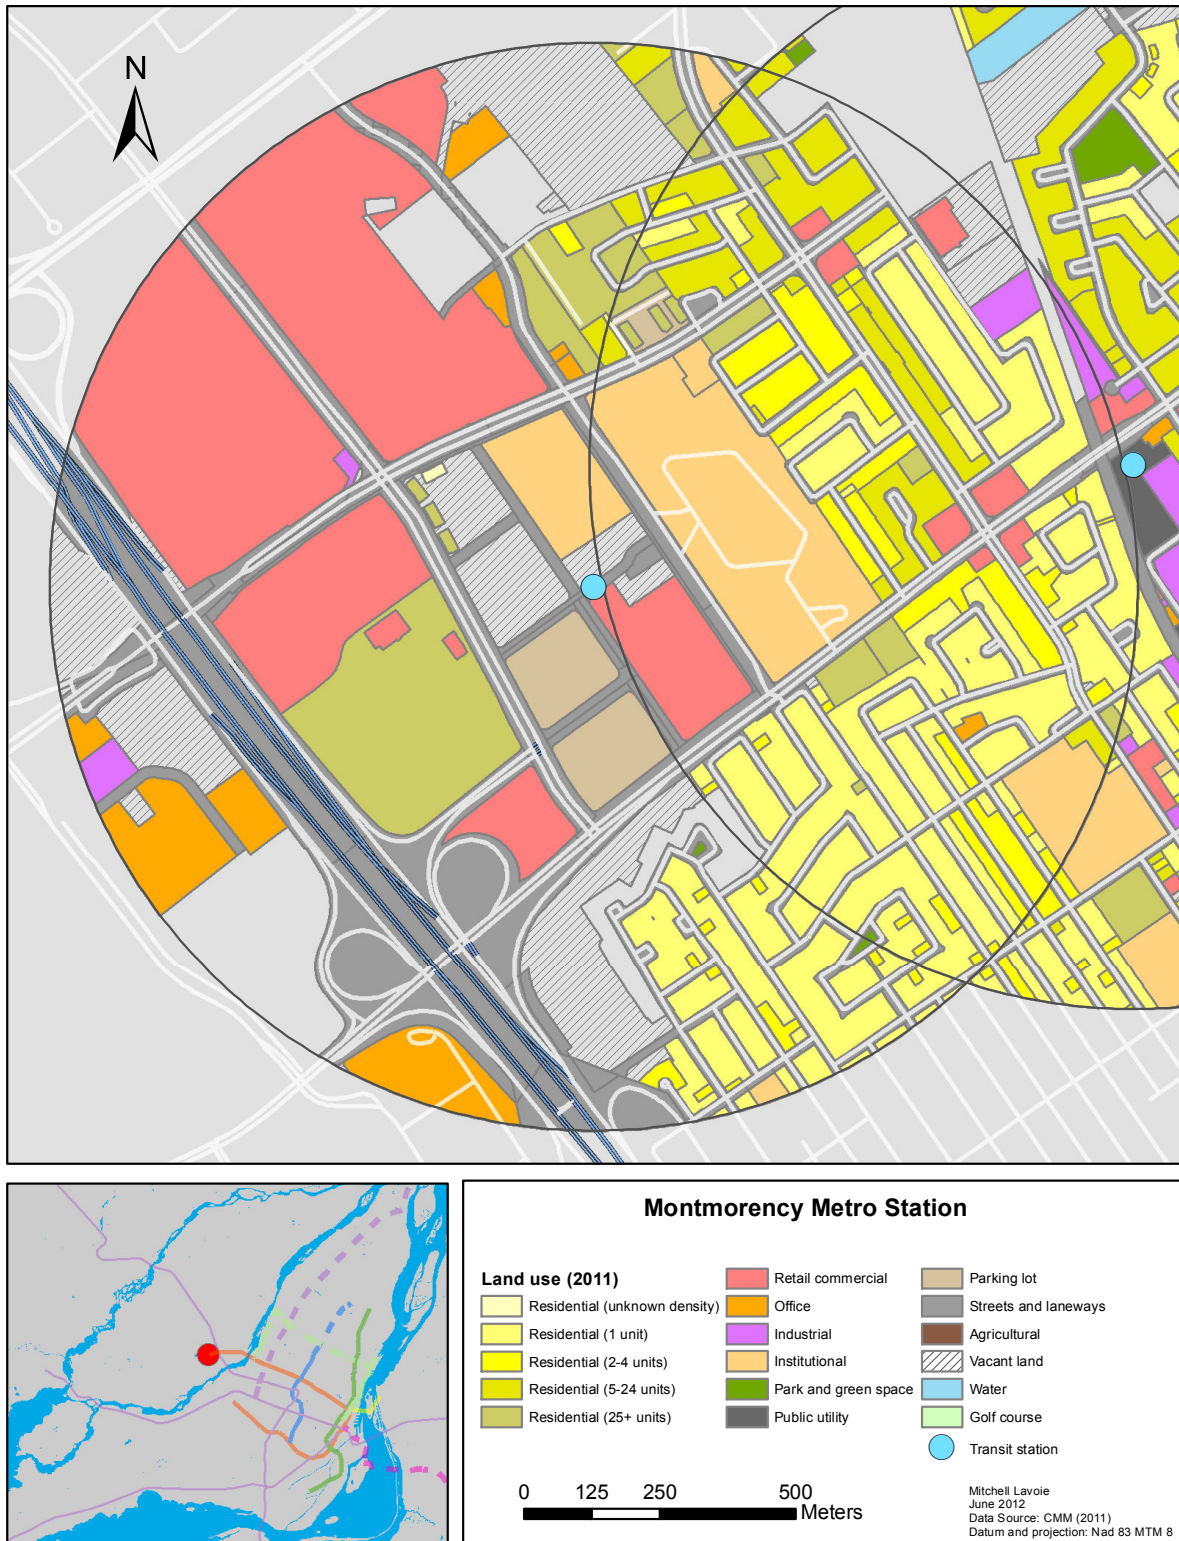 N
Montmorency Metro Station
Land use (2011)
Residential (unknown density)
Residential (1 unit)
Residential (2-4 units)
Residential (5-24 units)
Residential (25+ units)
Retail commercial
Office
Industrial
Institutional
Park and green space
Public utility
Parking lot
Streets and laneways
Agricultural
Vacant land
Water
Golf course
Transit station
0 125 250 500
Meters
Mitchell Lavoie
June 2012
Data Source: CMM (2011)
Datum and projection: Nad 83 MTM 8